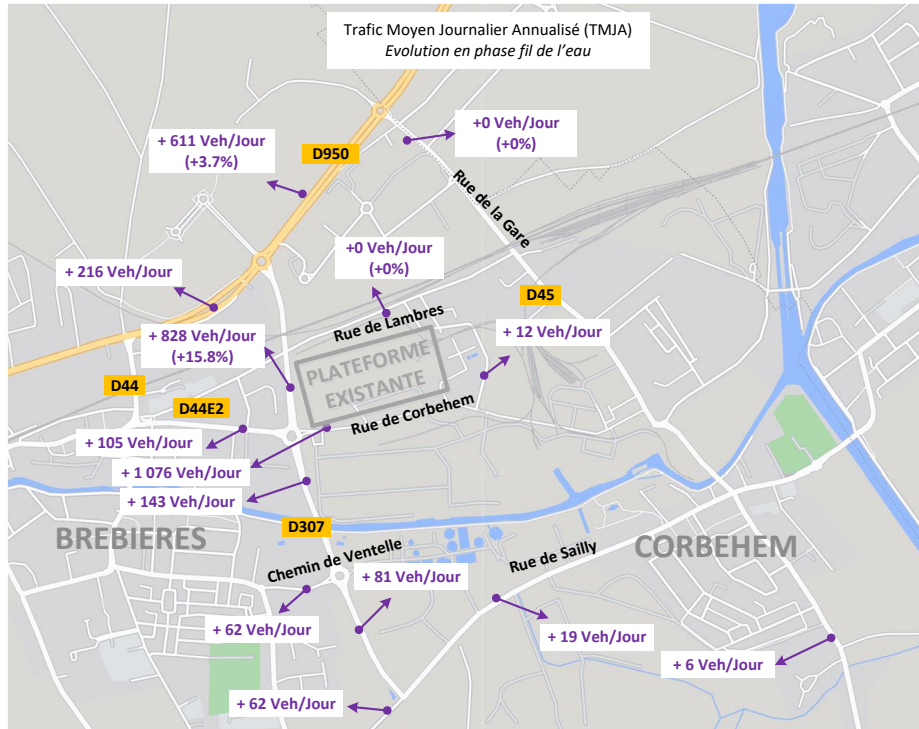 Trafic Moyen Journalier Annualisé (TMJA)
Evolution en phase fil de l'eau
+0 Veh/Jour
(+0%)
+ 611 Veh/Jour
(+3.7%)
D950
Rue de la Gare
+0 Veh/Jour
(+0%)
+ 216 Veh/Jour
D45
Rue de Lambres
+ 12 Veh/Jour
+ 828 Veh/Jour
(+15.8%)
PLATEFORME
EXISTANTE
D44
D44E2
Rue de Corbehem
+ 105 Veh/Jour
+ 1 076 Veh/Jour
+ 143 Veh/Jour
D307
BREBIERES
CORBEHEM
Chemin de Ventelle
Rue de Sailly
+ 81 Veh/Jour
+ 62 Veh/Jour
+ 19 Veh/Jour
+ 6 Veh/Jour
+ 62 Veh/Jour